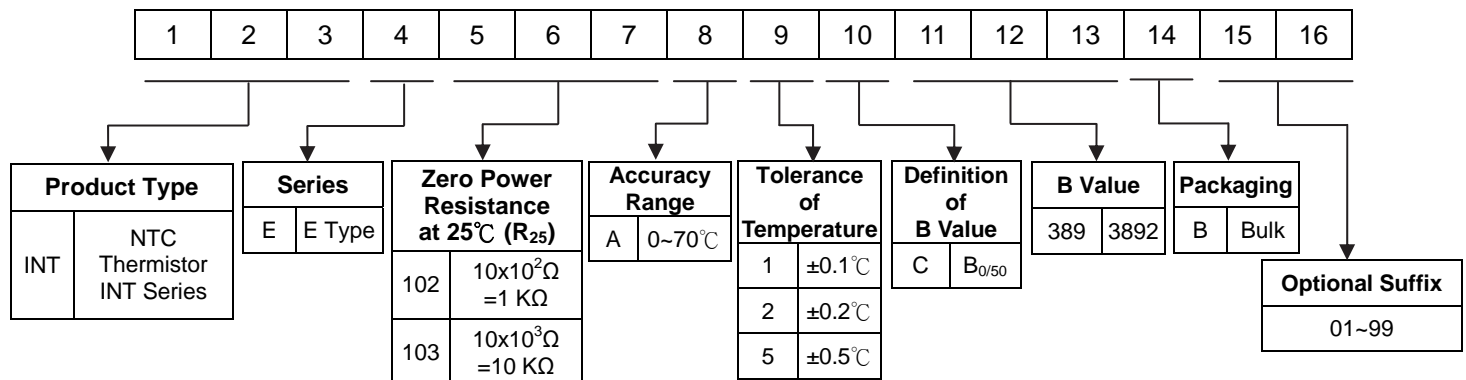 1 2 3 4 5 6 7 8 9 10 11 12 13 14 15 16
Product Type
INT
NTC
Thermistor
INT Series
Series
E E Type
Zero Power
Resistance
at 25℃ (R₂₅)
102
10x10²Ω
=1 KΩ
103
10x10³Ω
=10 KΩ
Accuracy
Range
A 0~70℃
Tolerance
of
Temperature
1 ±0.1℃
2 ±0.2℃
5 ±0.5℃
Definition
of
B Value
C B₀/₅₀
B Value
389 3892
Packaging
B Bulk
Optional Suffix
01~99